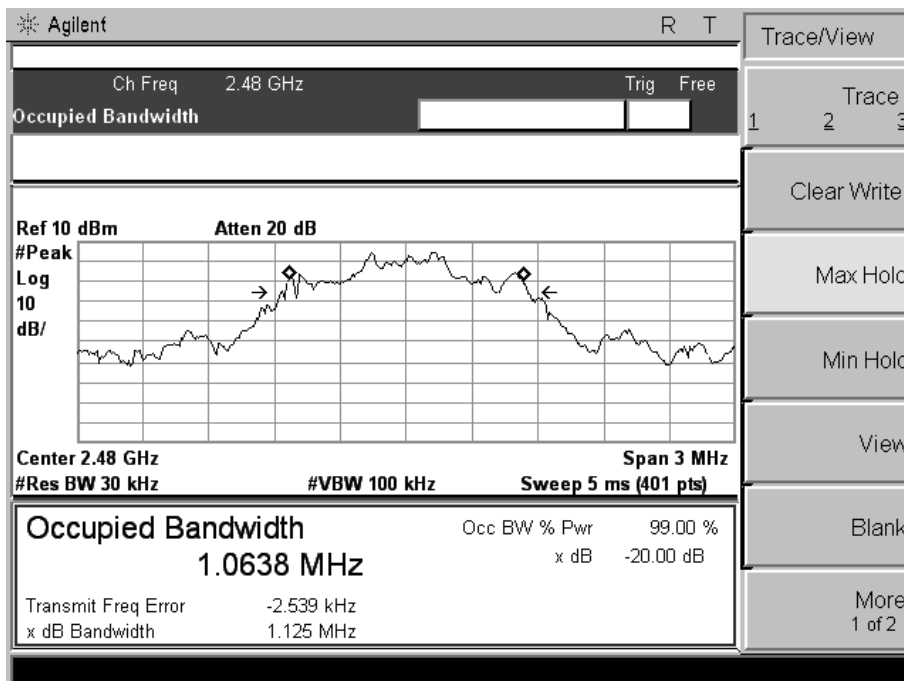 Agilent R T
Trace/View
Ch Freq 2.48 GHz Trig Free
Occupied Bandwidth
Trace
1 2 3
Clear Write
Max Hold
Min Hold
View
Blank
More
1 of 2
Ref 10 dBm Atten 20 dB
#Peak
Log
10
dB/
Center 2.48 GHz Span 3 MHz
#Res BW 30 kHz #VBW 100 kHz Sweep 5 ms (401 pts)
Occupied Bandwidth
1.0638 MHz
Occ BW % Pwr 99.00 %
x dB -20.00 dB
Transmit Freq Error -2.539 kHz
x dB Bandwidth 1.125 MHz